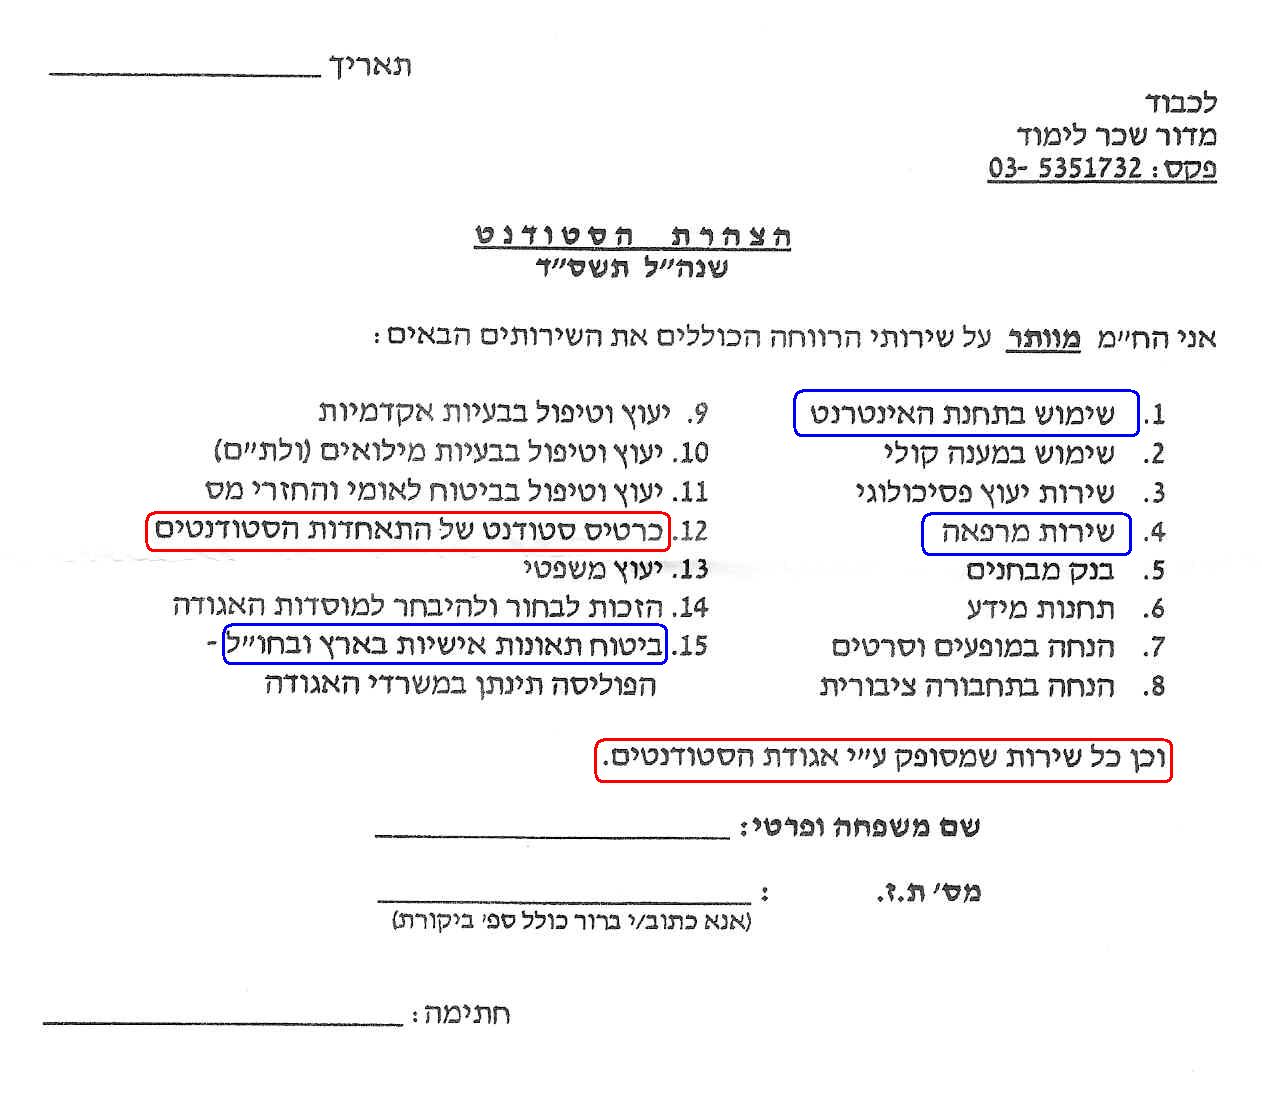 תאריך
לכבוד
מדור שכר לימוד
פקס: 03- 5351732
הצהרת הסטודנט
שנה"ל תשס"ד
אני הח"מ מוותר על שירותי הרווחה הכוללים את השירותים הבאים:
1. שימוש בתחנת האינטרנט
2. שימוש במענה קולי
3. שירות יעוץ פסיכולוגי
4. שירות מרפאה
5. בנק מבחנים
6. תחנות מידע
7. הנחה במופעים וסרטים
8. הנחה בתחבורה ציבורית
9. יעוץ וטיפול בבעיות אקדמיות
10. יעוץ וטיפול בבעיות מילואים (ולת"ם)
11. יעוץ וטיפול בביטוח לאומי והחזרי מס
12. כרטיס סטודנט של התאחדות הסטודנטים
13. יעוץ משפטי
14. הזכות לבחור ולהיבחר למוסדות האגודה
15. ביטוח תאונות אישיות בארץ ובחו"ל -
הפוליסה תינתן במשרדי האגודה
וכן כל שירות שמסופק ע"י אגודת הסטודנטים.
שם משפחה ופרטי:
מס' ת.ז. :
(אנא כתוב/י ברור כולל ספ' ביקורת)
חתימה: